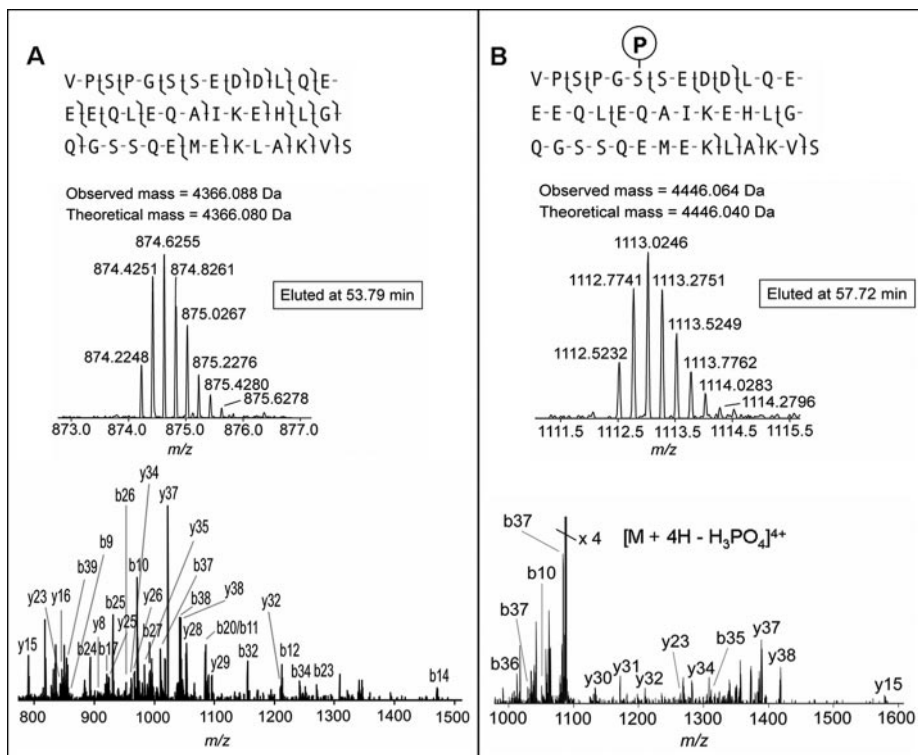 A
V-P-S-P-G-S-S-E-D-D-L-Q-E-
E-E-Q-L-E-Q-A-I-K-E-H-L-G-
Q-G-S-S-Q-E-M-E-K-L-A-K-V-S
Observed mass = 4366.088 Da
Theoretical mass = 4366.080 Da
874.6255
874.4251
874.8261
875.0267
Eluted at 53.79 min
874.2248
875.2276
875.4280
875.6278
873.0 874.0 875.0 876.0 877.0
m/z
y34
b26
y37
b9
y35
b39
b10
b37
y23
y16
y26
b38
y38
b25
y8
y25
y32
y15
b24
b17
b27
y28
b20/b11
y29
b32
b12
b34
b23
b14
800 900 1000 1100 1200 1300 1400 1500
m/z
B
P
V-P-S-P-G-S-S-E-D-D-L-Q-E-
E-E-Q-L-E-Q-A-I-K-E-H-L-G-
Q-G-S-S-Q-E-M-E-K-L-A-K-V-S
Observed mass = 4446.064 Da
Theoretical mass = 4446.040 Da
1113.0246
1112.7741
1113.2751
Eluted at 57.72 min
1113.5249
1112.5232
1113.7762
1114.0283
1114.2796
1111.5 1112.5 1113.5 1114.5 1115.5
m/z
b37
x 4 [M + 4H - H₃PO₄]⁴⁺
b10
b37
b36
y30
y31
y32
y23
y34
b35
y37
y38
y15
1000 1100 1200 1300 1400 1500 1600
m/z